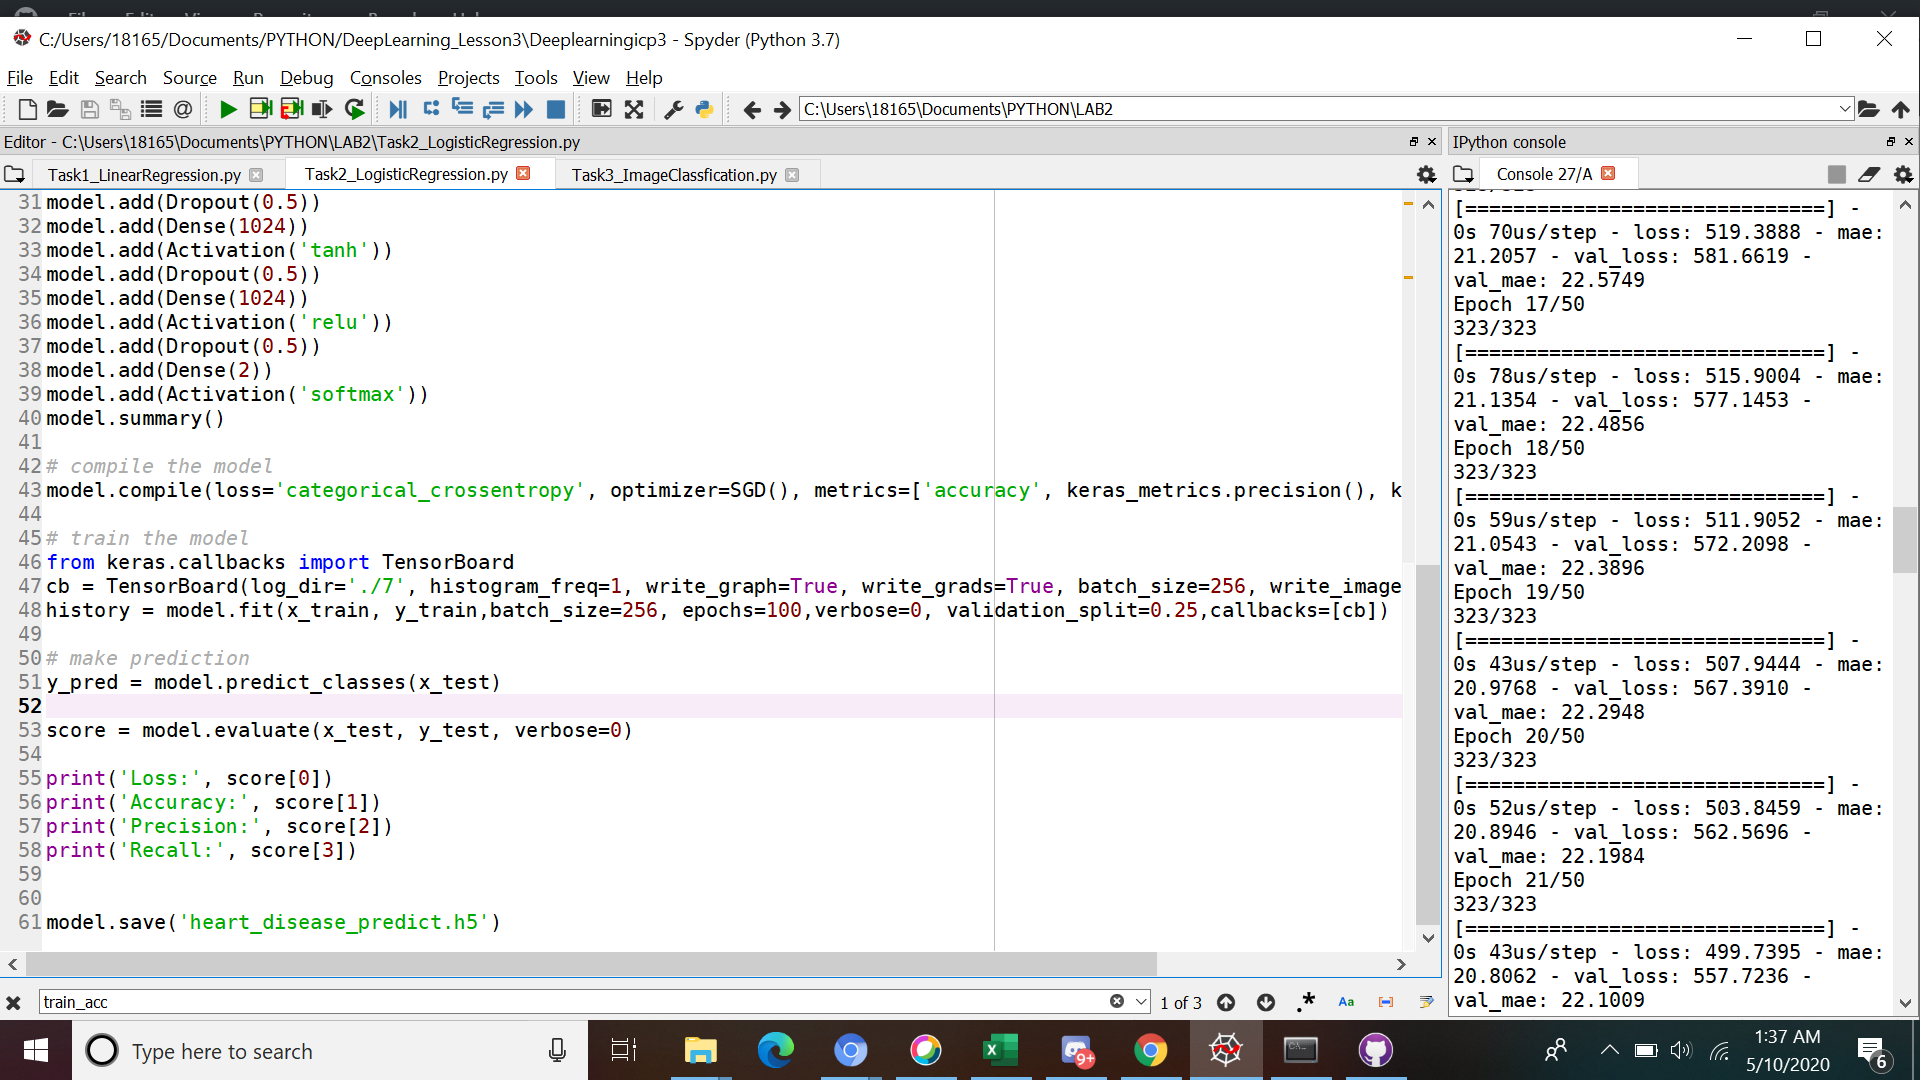 C:/Users/18165/Documents/PYTHON/DeepLearning_Lesson3\Deeplearningicp3 - Spyder (Python 3.7)
File Edit Search Source Run Debug Consoles Projects Tools View Help
C:\Users\18165\Documents\PYTHON\LAB2
Editor - C:\Users\18165\Documents\PYTHON\LAB2\Task2_LogisticRegression.py
Task1_LinearRegression.py Task2_LogisticRegression.py Task3_ImageClassfication.py
31 model.add(Dropout(0.5))
32 model.add(Dense(1024))
33 model.add(Activation('tanh'))
34 model.add(Dropout(0.5))
35 model.add(Dense(1024))
36 model.add(Activation('relu'))
37 model.add(Dropout(0.5))
38 model.add(Dense(2))
39 model.add(Activation('softmax'))
40 model.summary()
41
42 # compile the model
43 model.compile(loss='categorical_crossentropy', optimizer=SGD(), metrics=['accuracy', keras_metrics.precision(), k
44
45 # train the model
46 from keras.callbacks import TensorBoard
47 cb = TensorBoard(log_dir='./7', histogram_freq=1, write_graph=True, write_grads=True, batch_size=256, write_image
48 history = model.fit(x_train, y_train,batch_size=256, epochs=100,verbose=0, validation_split=0.25,callbacks=[cb])
49
50 # make prediction
51 y_pred = model.predict_classes(x_test)
52
53 score = model.evaluate(x_test, y_test, verbose=0)
54
55 print('Loss:', score[0])
56 print('Accuracy:', score[1])
57 print('Precision:', score[2])
58 print('Recall:', score[3])
59
60
61 model.save('heart_disease_predict.h5')
train_acc
1 of 3
.* Aa
IPython console
Console 27/A
[==============================] -
0s 70us/step - loss: 519.3888 - mae:
21.2057 - val_loss: 581.6619 -
val_mae: 22.5749
Epoch 17/50
323/323
[==============================] -
0s 78us/step - loss: 515.9004 - mae:
21.1354 - val_loss: 577.1453 -
val_mae: 22.4856
Epoch 18/50
323/323
[==============================] -
0s 59us/step - loss: 511.9052 - mae:
21.0543 - val_loss: 572.2098 -
val_mae: 22.3896
Epoch 19/50
323/323
[==============================] -
0s 43us/step - loss: 507.9444 - mae:
20.9768 - val_loss: 567.3910 -
val_mae: 22.2948
Epoch 20/50
323/323
[==============================] -
0s 52us/step - loss: 503.8459 - mae:
20.8946 - val_loss: 562.5696 -
val_mae: 22.1984
Epoch 21/50
323/323
[==============================] -
0s 43us/step - loss: 499.7395 - mae:
20.8062 - val_loss: 557.7236 -
val_mae: 22.1009
Type here to search
9+
1:37 AM
5/10/2020
6